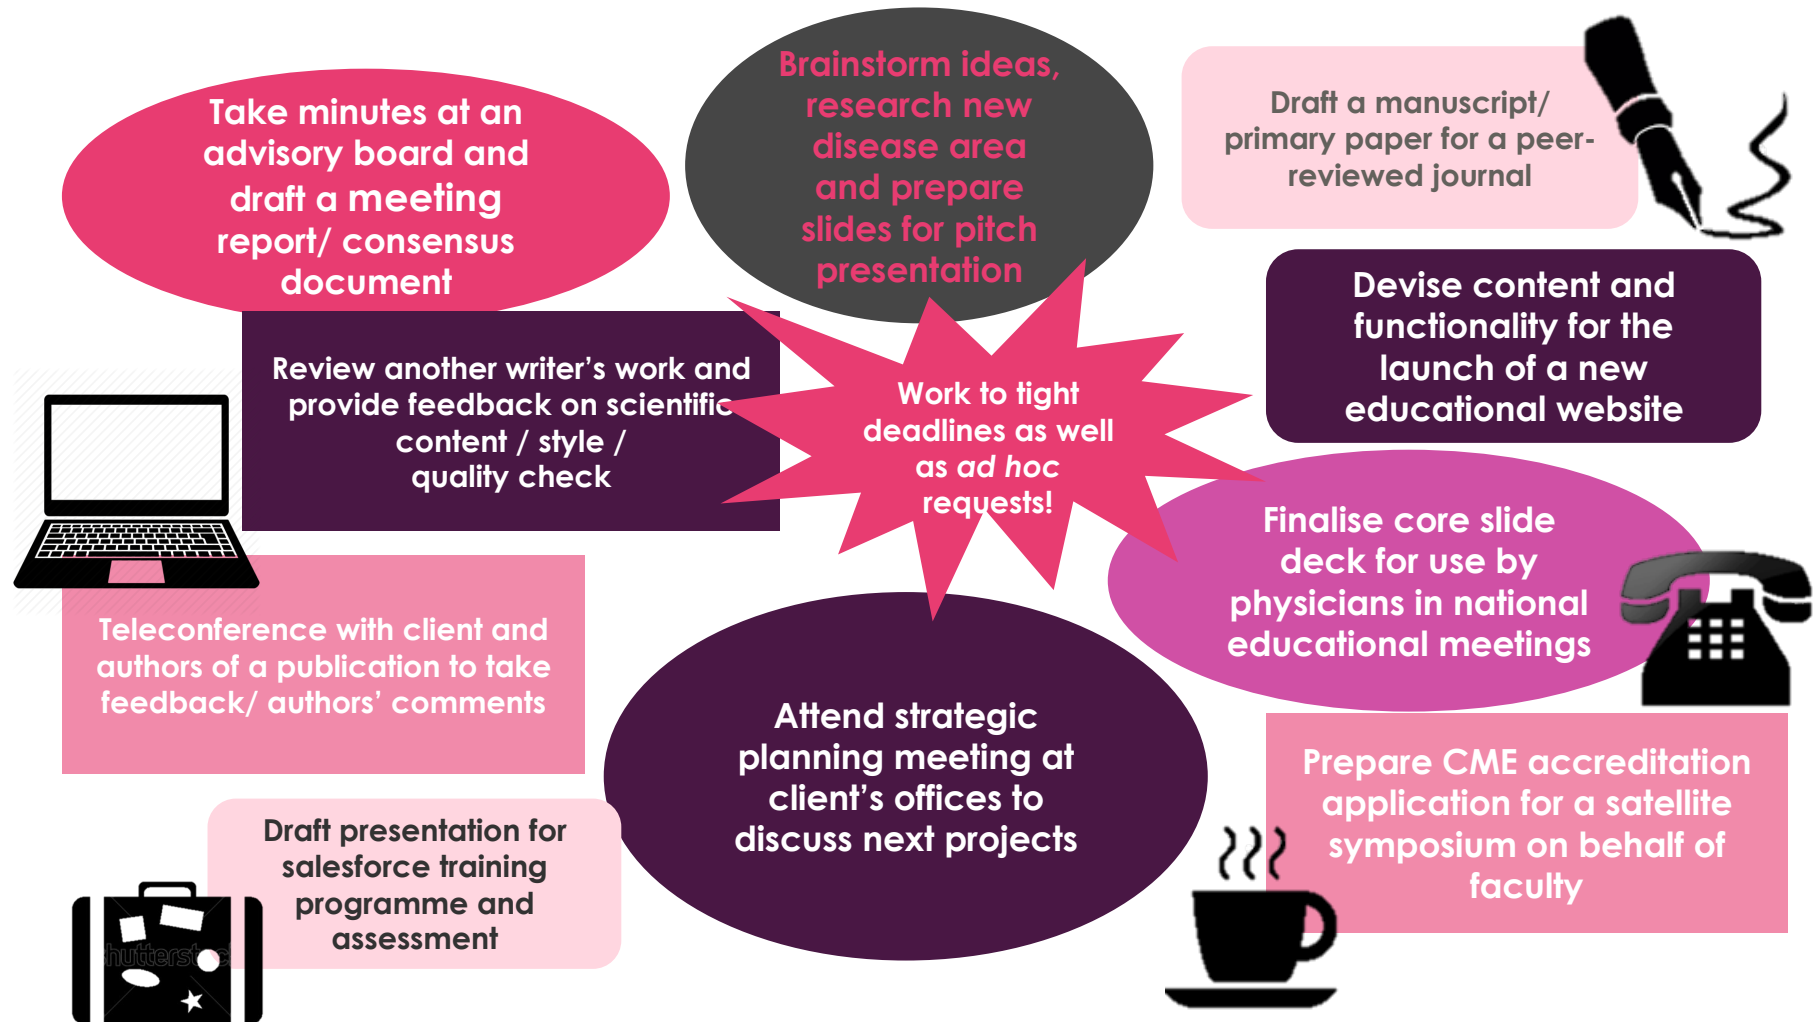 Take minutes at an
advisory board and
draft a meeting
report/ consensus
document
Brainstorm ideas,
research new
disease area
and prepare
slides for pitch
presentation
Draft a manuscript/
primary paper for a peer-
reviewed journal
Devise content and
functionality for the
launch of a new
educational website
Review another writer’s work and
provide feedback on scientific
content / style /
quality check
Work to tight
deadlines as well
as ad hoc
requests!
Finalise core slide
deck for use by
physicians in national
educational meetings
Teleconference with client and
authors of a publication to take
feedback/ authors’ comments
Attend strategic
planning meeting at
client’s offices to
discuss next projects
Prepare CME accreditation
application for a satellite
symposium on behalf of
faculty
Draft presentation for
salesforce training
programme and
assessment